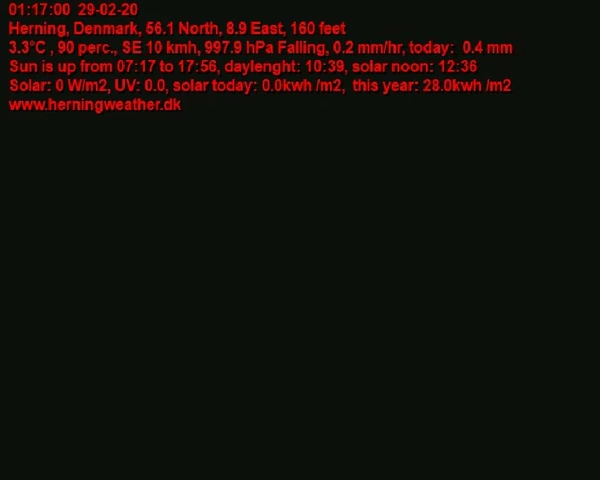 01:17:00 29-02-20
Herning, Denmark, 56.1 North, 8.9 East, 160 feet
3.3°C , 90 perc., SE 10 kmh, 997.9 hPa Falling, 0.2 mm/hr, today: 0.4 mm
Sun is up from 07:17 to 17:56, daylenght: 10:39, solar noon: 12:36
Solar: 0 W/m2, UV: 0.0, solar today: 0.0kwh /m2, this year: 28.0kwh /m2
www.herningweather.dk